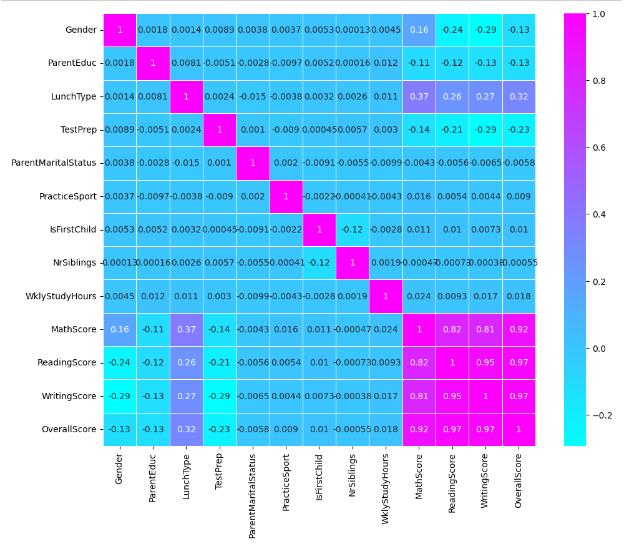 Gender 1 0.0018 0.0014 0.0089 0.0038 0.0037 0.0053 0.00013 0.0045 0.16 -0.24 -0.29 -0.13
ParentEduc 0.0018 1 0.0081 -0.0051 -0.0028 -0.0097 0.0052 0.00016 0.012 -0.11 -0.12 -0.13 -0.13
LunchType 0.0014 0.0081 1 0.0024 -0.015 -0.0038 0.0032 0.0026 0.011 0.37 0.26 0.27 0.32
TestPrep 0.0089 -0.0051 0.0024 1 0.001 -0.009 0.00045 0.0057 0.003 -0.14 -0.21 -0.29 -0.23
ParentMaritalStatus 0.0038 -0.0028 -0.015 0.001 1 0.002 -0.0091 -0.0055 -0.0099 -0.0043 -0.0056 -0.0065 -0.0058
PracticeSport 0.0037 -0.0097 -0.0038 -0.009 0.002 1 -0.0022 -0.00041 -0.0043 0.016 0.0054 0.0044 0.009
IsFirstChild 0.0053 0.0052 0.0032 0.00045 -0.0091 -0.0022 1 -0.12 -0.0028 0.011 0.01 0.0073 0.01
NrSiblings 0.00013 0.00016 0.0026 0.0057 -0.0055 -0.00041 -0.12 1 0.0019 -0.00047 -0.00073 -0.00038 -0.00055
WklyStudyHours 0.0045 0.012 0.011 0.003 -0.0099 -0.0043 -0.0028 0.0019 1 0.024 0.0093 0.017 0.018
MathScore 0.16 -0.11 0.37 -0.14 -0.0043 0.016 0.011 -0.00047 0.024 1 0.82 0.81 0.92
ReadingScore -0.24 -0.12 0.26 -0.21 -0.0056 0.0054 0.01 -0.00073 0.0093 0.82 1 0.95 0.97
WritingScore -0.29 -0.13 0.27 -0.29 -0.0065 0.0044 0.0073 -0.00038 0.017 0.81 0.95 1 0.97
OverallScore -0.13 -0.13 0.32 -0.23 -0.0058 0.009 0.01 -0.00055 0.018 0.92 0.97 0.97 1
Gender
ParentEduc
LunchType
TestPrep
ParentMaritalStatus
PracticeSport
IsFirstChild
NrSiblings
WklyStudyHours
MathScore
ReadingScore
WritingScore
OverallScore
1.0
0.8
0.6
0.4
0.2
0.0
−0.2